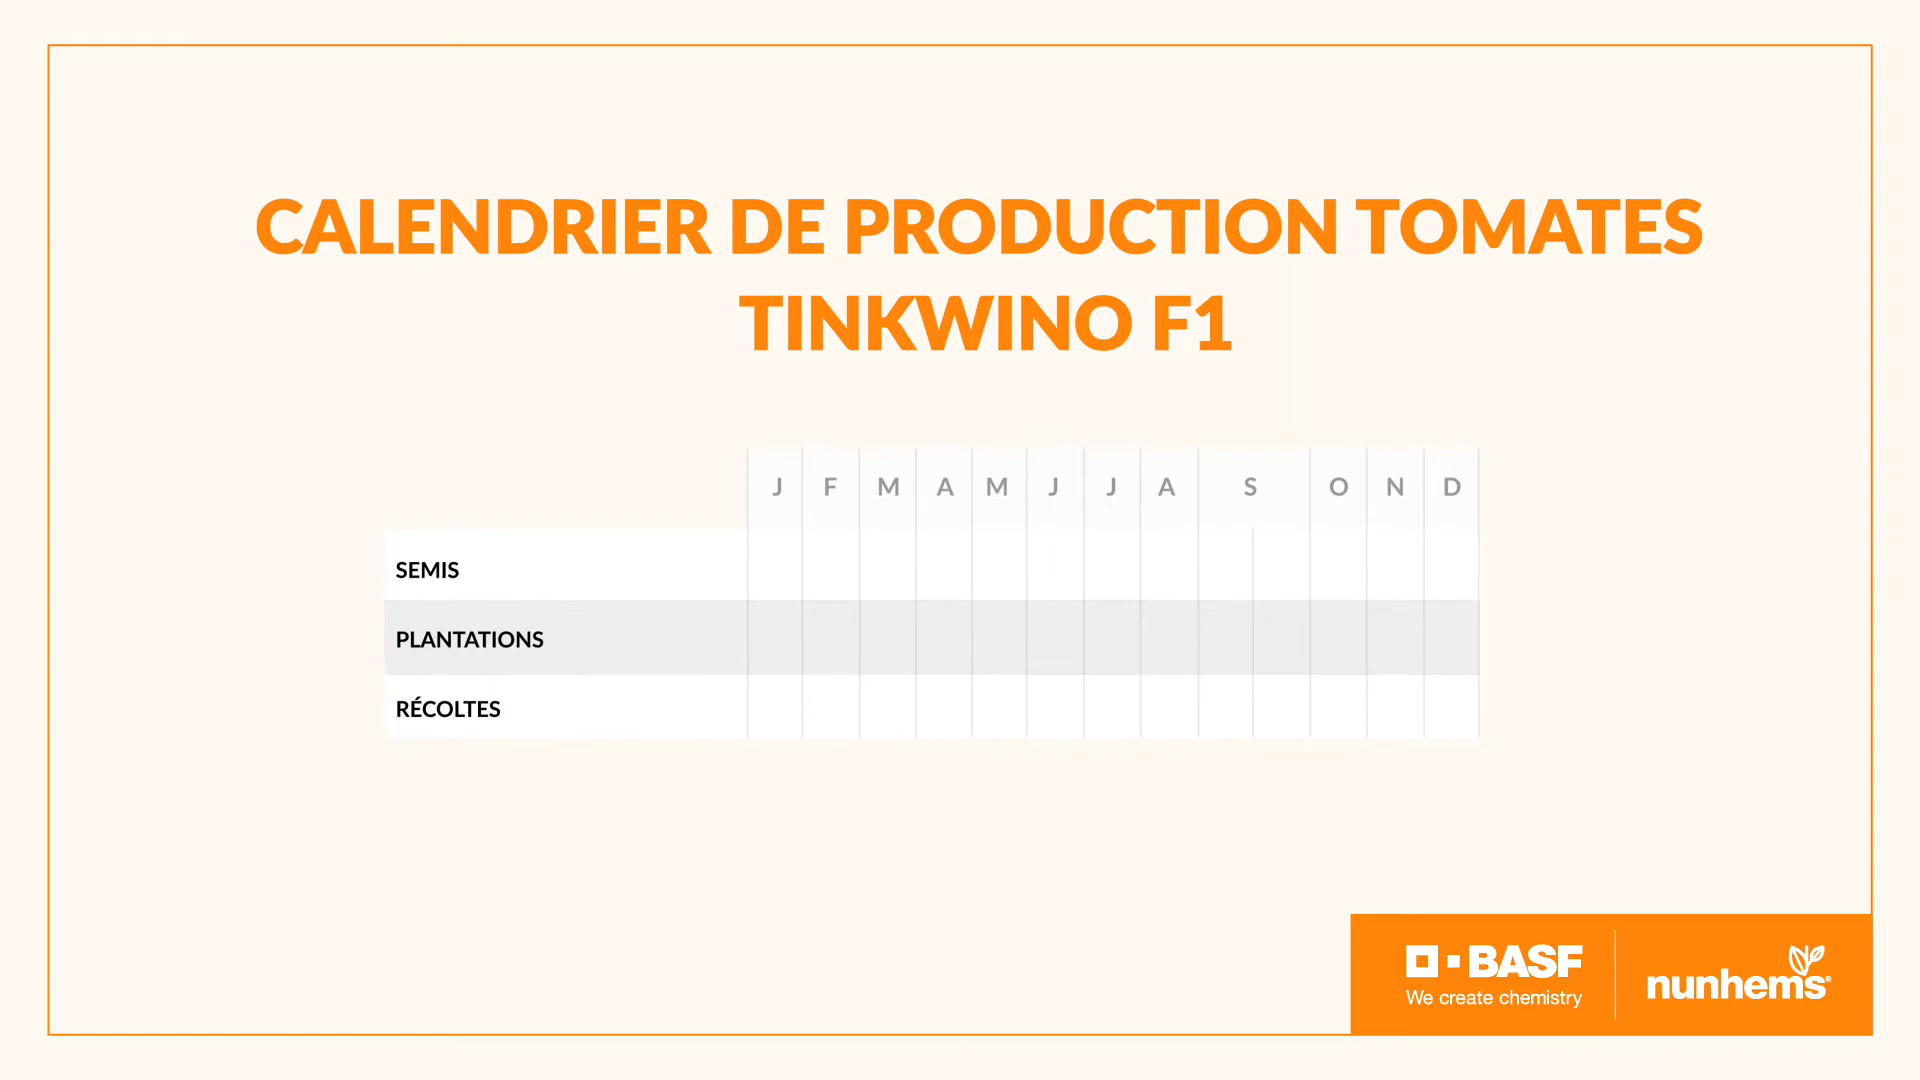 CALENDRIER DE PRODUCTION TOMATES
TINKWINO F1
J F M A M J J A S O N D
SEMIS
PLANTATIONS
RÉCOLTES
BASF
We create chemistry
nunhems®